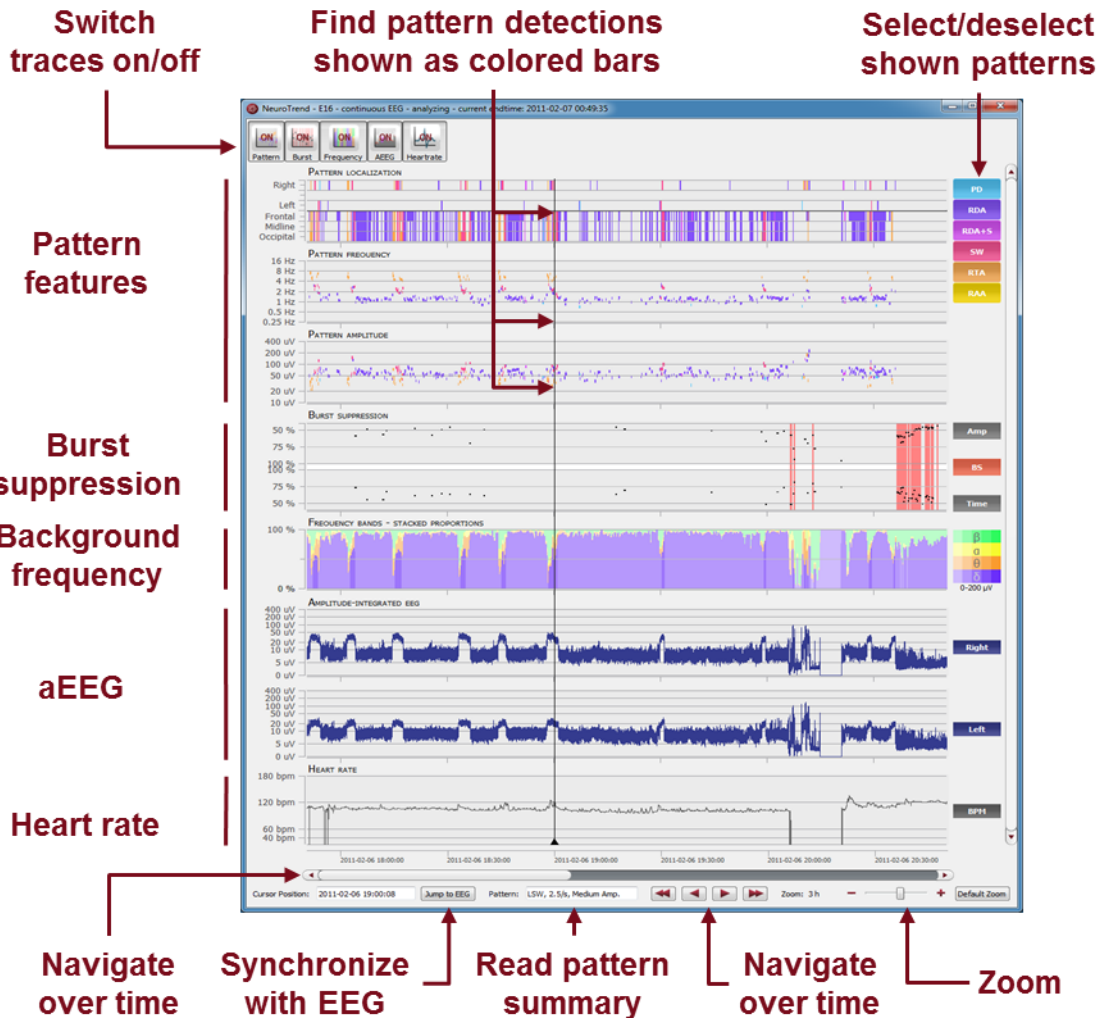 Switch
traces on/off
Find pattern detections
shown as colored bars
Select/deselect
shown patterns
NeuroTrend - E16 - continuous EEG - analyzing - current endtime: 2011-02-07 00:49:35
ON ON ON ON ON
Pattern Burst Frequency AEEG Heartrate
Pattern features
PATTERN LOCALIZATION
Right
Left
Frontal
Midline
Occipital
PD
RDA
RDA+S
SW
RTA
RAA
PATTERN FREQUENCY
16 Hz
8 Hz
4 Hz
2 Hz
1 Hz
0.5 Hz
0.25 Hz
PATTERN AMPLITUDE
400 uV
200 uV
100 uV
50 uV
20 uV
10 uV
Burst
suppression
BURST SUPPRESSION
50 %
75 %
100 %
100 %
75 %
50 %
Amp
BS
Time
Background
frequency
FREQUENCY BANDS - STACKED PROPORTIONS
100 %
0 %
β
α
θ
δ
0-200 µV
aEEG
AMPLITUDE-INTEGRATED EEG
400 uV
200 uV
100 uV
50 uV
20 uV
10 uV
5 uV
0 uV
Right
400 uV
200 uV
100 uV
50 uV
20 uV
10 uV
5 uV
0 uV
Left
Heart rate
HEART RATE
180 bpm
120 bpm
60 bpm
40 bpm
BPM
2011-02-06 18:00:00 2011-02-06 18:30:00 2011-02-06 19:00:00 2011-02-06 19:30:00 2011-02-06 20:00:00 2011-02-06 20:30:00
Cursor Position: 2011-02-06 19:00:08 Jump to EEG Pattern: LSW, 2.5/s, Medium Amp. Zoom: 3 h Default Zoom
Navigate
over time
Synchronize
with EEG
Read pattern
summary
Navigate
over time
Zoom